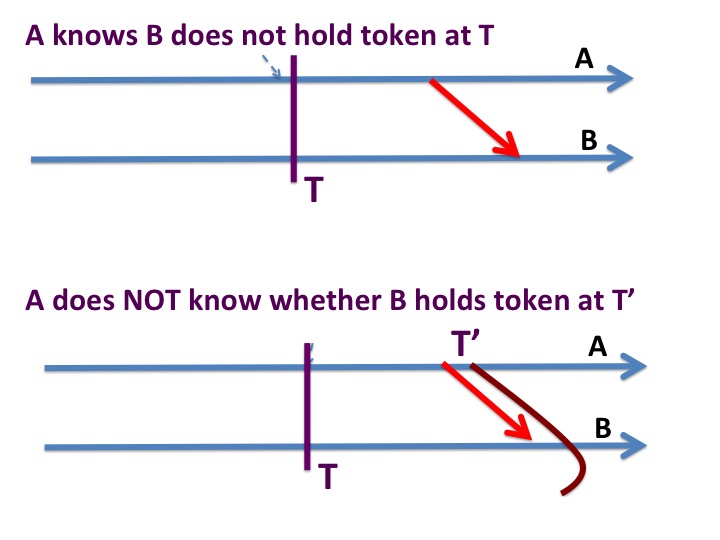 A knows B does not hold token at T
A
B
T
A does NOT know whether B holds token at T’
T’
A
B
T